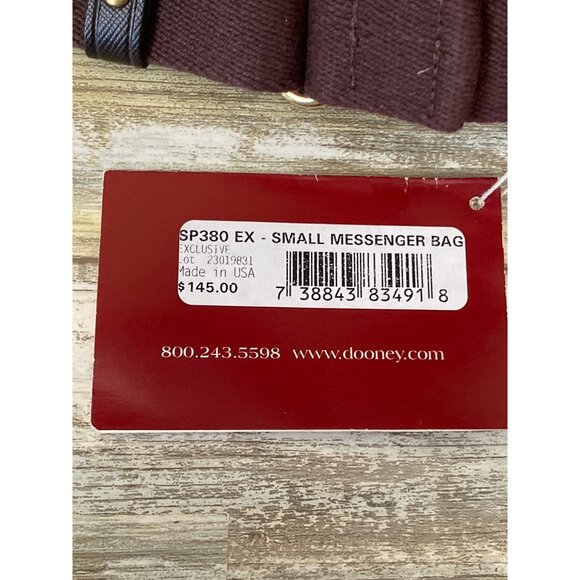 SP380 EX - SMALL MESSENGER BAG
EXCLUSIVE
Lot 23019831
Made in USA
$145.00
7 38843 83491 8
800.243.5598 www.dooney.com